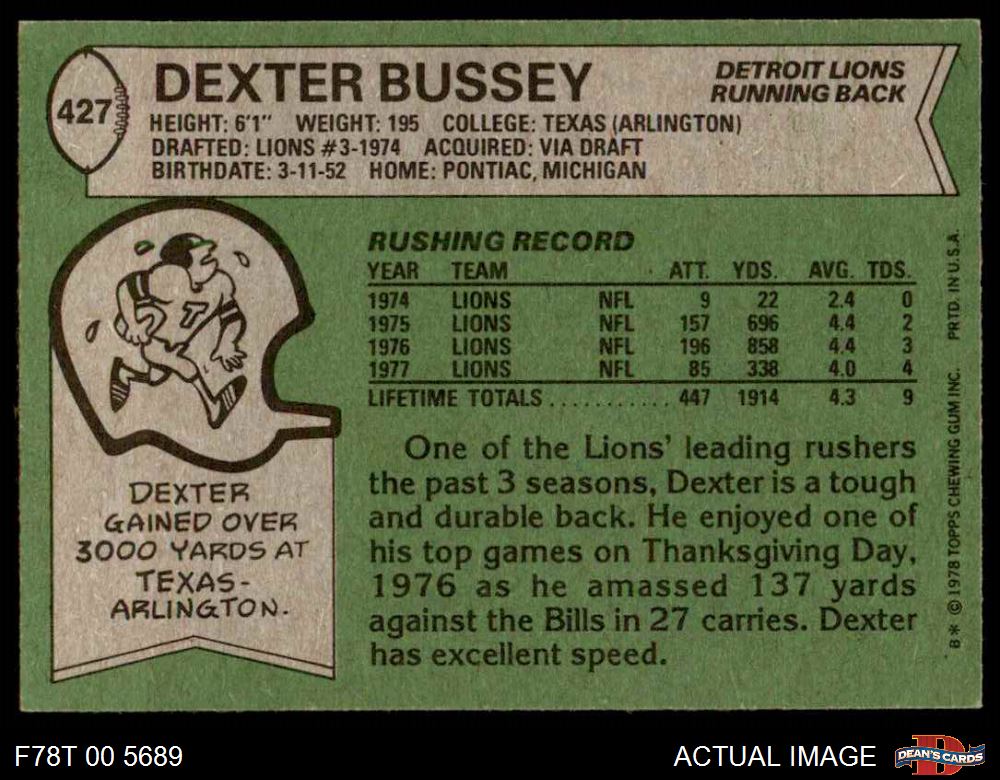 427
DEXTER BUSSEY
DETROIT LIONS
RUNNING BACK
HEIGHT: 6'1" WEIGHT: 195 COLLEGE: TEXAS (ARLINGTON)
DRAFTED: LIONS #3-1974 ACQUIRED: VIA DRAFT
BIRTHDATE: 3-11-52 HOME: PONTIAC, MICHIGAN
T
DEXTER
GAINED OVER
3000 YARDS AT
TEXAS-
ARLINGTON.
RUSHING RECORD
YEAR TEAM ATT. YDS. AVG. TDS.
1974 LIONS NFL 9 22 2.4 0
1975 LIONS NFL 157 696 4.4 2
1976 LIONS NFL 196 858 4.4 3
1977 LIONS NFL 85 338 4.0 4
LIFETIME TOTALS........... 447 1914 4.3 9
One of the Lions' leading rushers
the past 3 seasons, Dexter is a tough
and durable back. He enjoyed one of
his top games on Thanksgiving Day,
1976 as he amassed 137 yards
against the Bills in 27 carries. Dexter
has excellent speed.
B* © 1978 TOPPS CHEWING GUM INC. PRTD. IN U.S.A.
F78T 00 5689
ACTUAL IMAGE
D
DEAN'S CARDS